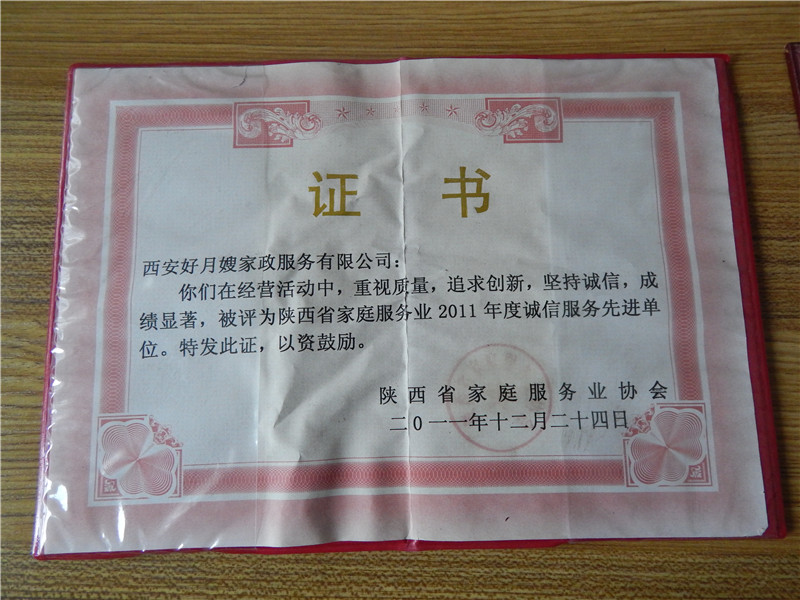 证 书
西安好月嫂家政服务有限公司：
你们在经营活动中，重视质量，追求创新，坚持诚信，成
绩显著，被评为陕西省家庭服务业 2011 年度诚信服务先进单
位。特发此证，以资鼓励。
陕西省家庭服务业协会
二0一一年十二月二十四日